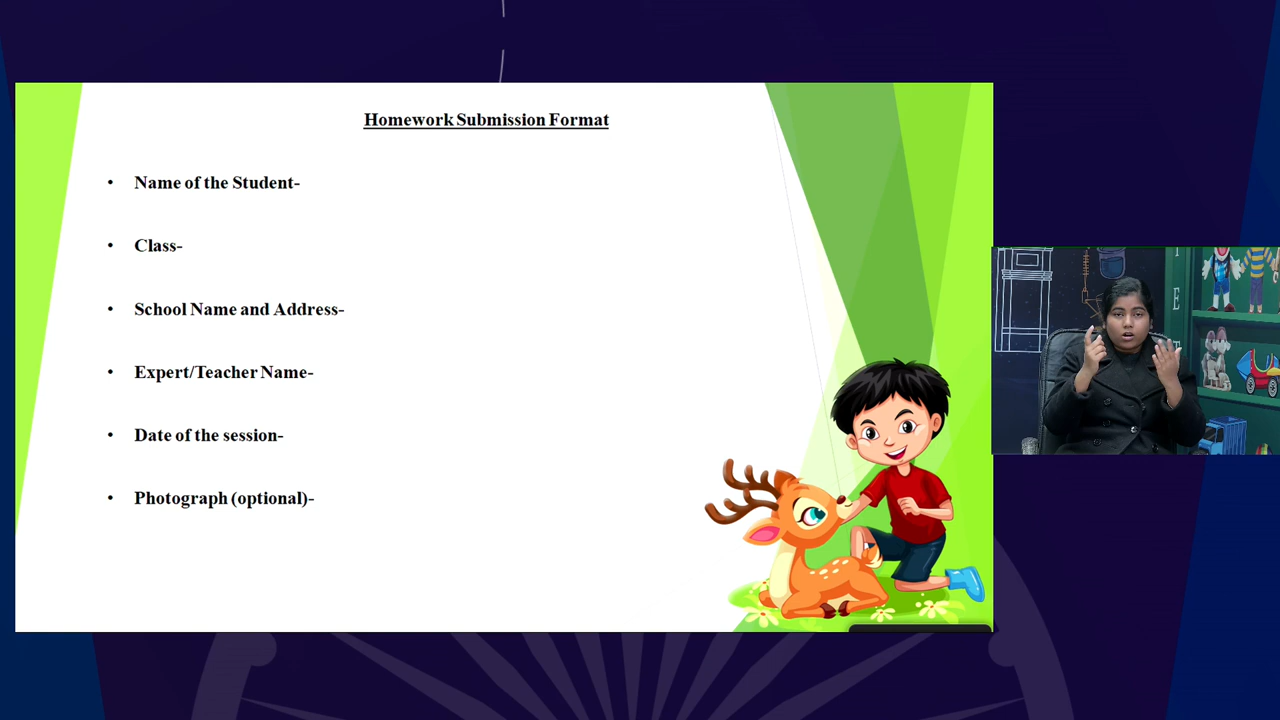 Homework Submission Format
• Name of the Student-
• Class-
• School Name and Address-
• Expert/Teacher Name-
• Date of the session-
• Photograph (optional)-